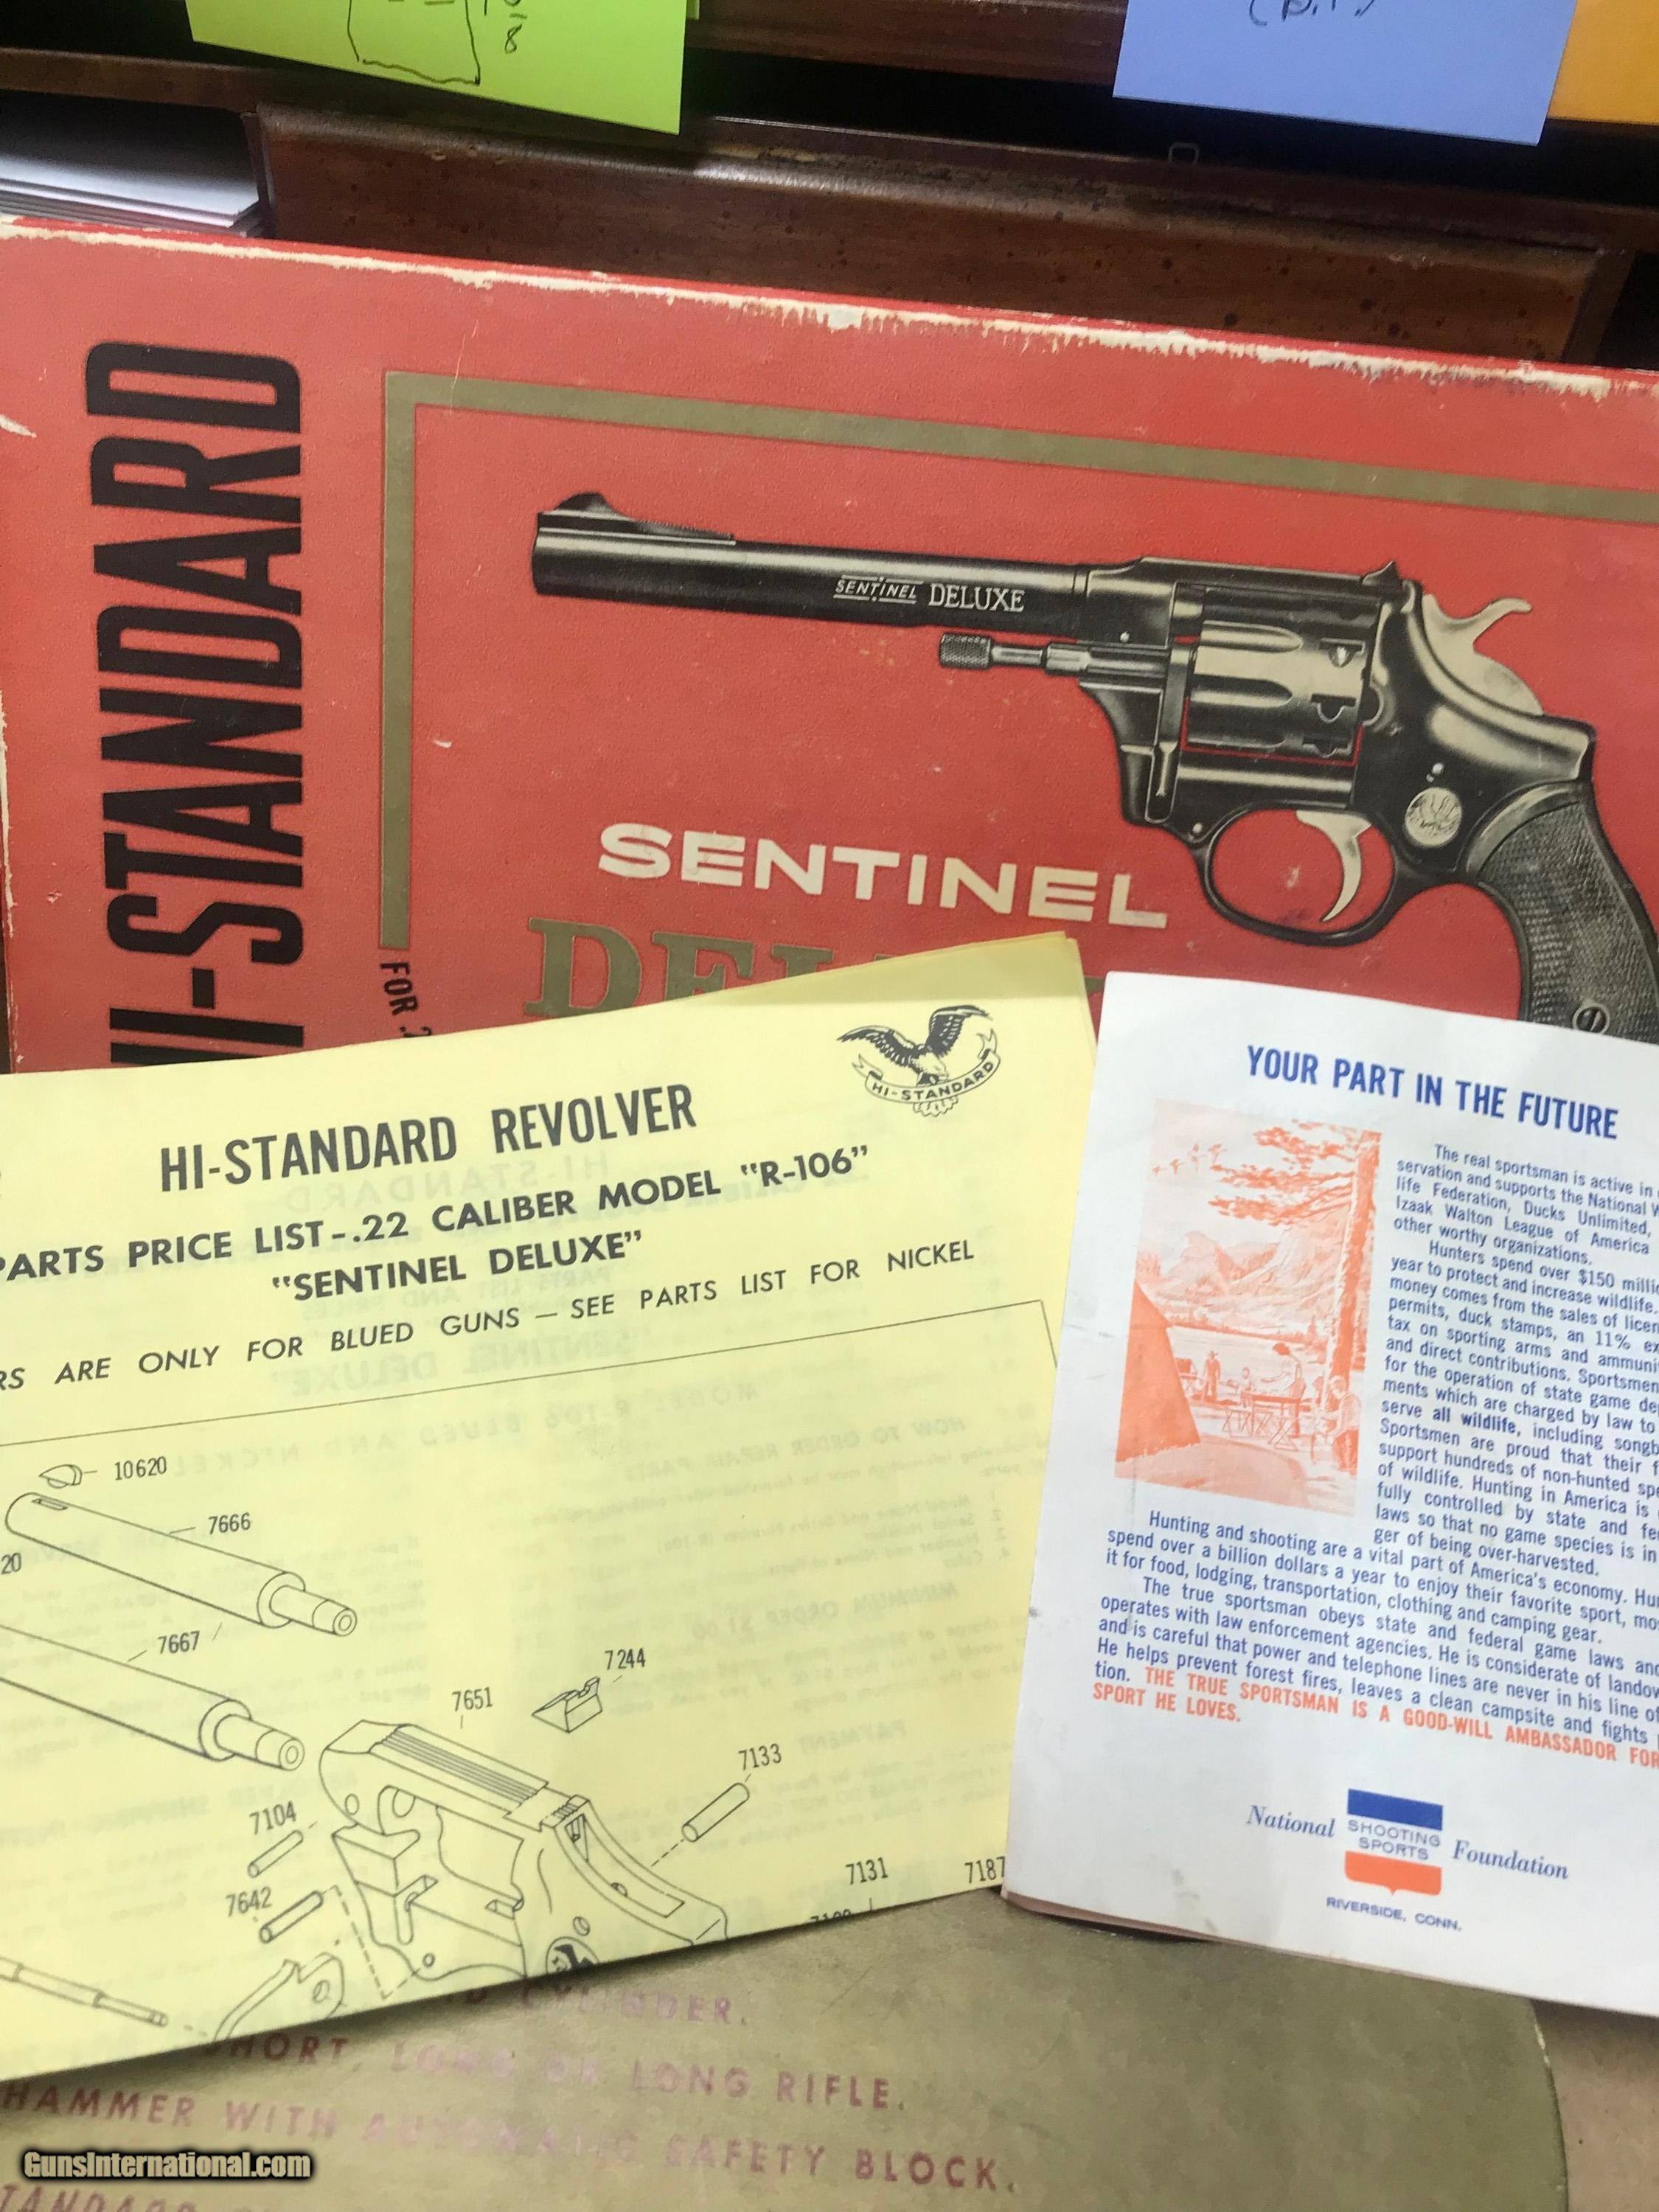 8
(B.P.)
HI-STANDARD
SENTINEL DELUXE
SENTINEL
FOR
HI-STANDARD
HI-STANDARD REVOLVER
PARTS PRICE LIST-.22 CALIBER MODEL "R-106"
"SENTINEL DELUXE"
ARE ONLY FOR BLUED GUNS — SEE PARTS LIST FOR NICKEL
10620
7666
20
7667
7244
7651
7133
7104
7642
7131
7187
YOUR PART IN THE FUTURE
The real sportsman is active in
servation and supports the National
life Federation, Ducks Unlimited,
Izaak Walton League of America
other worthy organizations.
Hunters spend over $150
year to protect and increase wildlife.
money comes from the sales of
permits, duck stamps, an 11%
tax on sporting arms and
and direct contributions. Sportsmen
for the operation of state game
ments which are charged by law to
serve all wildlife, including
Sportsmen are proud that their
support hundreds of non-hunted
of wildlife. Hunting in America is
fully controlled by state and
laws so that no game species is in
ger of being over-harvested.
Hunting and shooting are a vital part of America's economy.
spend over a billion dollars a year to enjoy their favorite sport,
it for food, lodging, transportation, clothing and camping gear.
The true sportsman obeys state and federal game laws
operates with law enforcement agencies. He is considerate of
and is careful that power and telephone lines are never in his line of
He helps prevent forest fires, leaves a clean campsite and fights
tion. THE TRUE SPORTSMAN IS A GOOD-WILL AMBASSADOR FOR
SPORT HE LOVES.
National SHOOTING SPORTS Foundation
RIVERSIDE, CONN.
CYLINDER.
SHORT, LONG OR LONG RIFLE.
HAMMER WITH AUTOMATIC SAFETY BLOCK.
GunsInternational.com